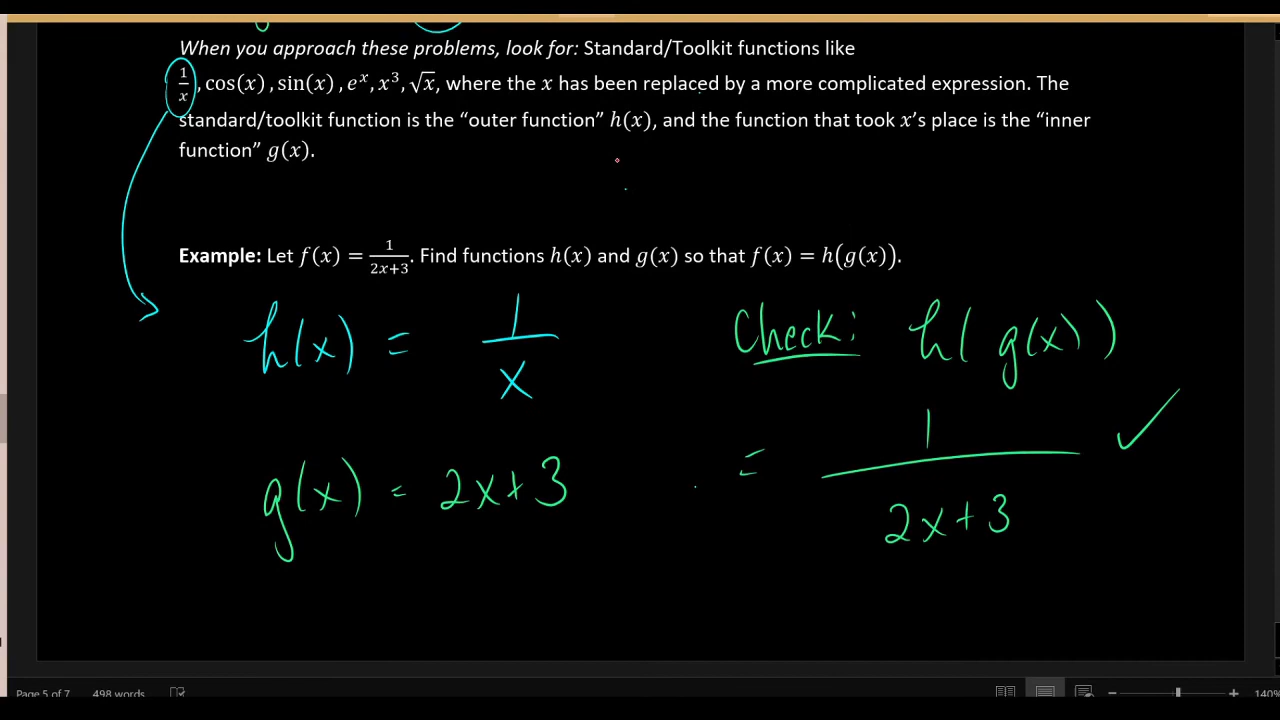 When you approach these problems, look for: Standard/Toolkit functions like
1/x, cos(x), sin(x), e^x, x^3, √x, where the x has been replaced by a more complicated expression. The
standard/toolkit function is the “outer function” h(x), and the function that took x’s place is the “inner
function” g(x).
Example: Let f(x) = 1/(2x+3). Find functions h(x) and g(x) so that f(x) = h(g(x)).
h(x) = 1/x
g(x) = 2x+3
Check: h(g(x))
= 1/(2x+3) ✓
Page 5 of 7 498 words 140%